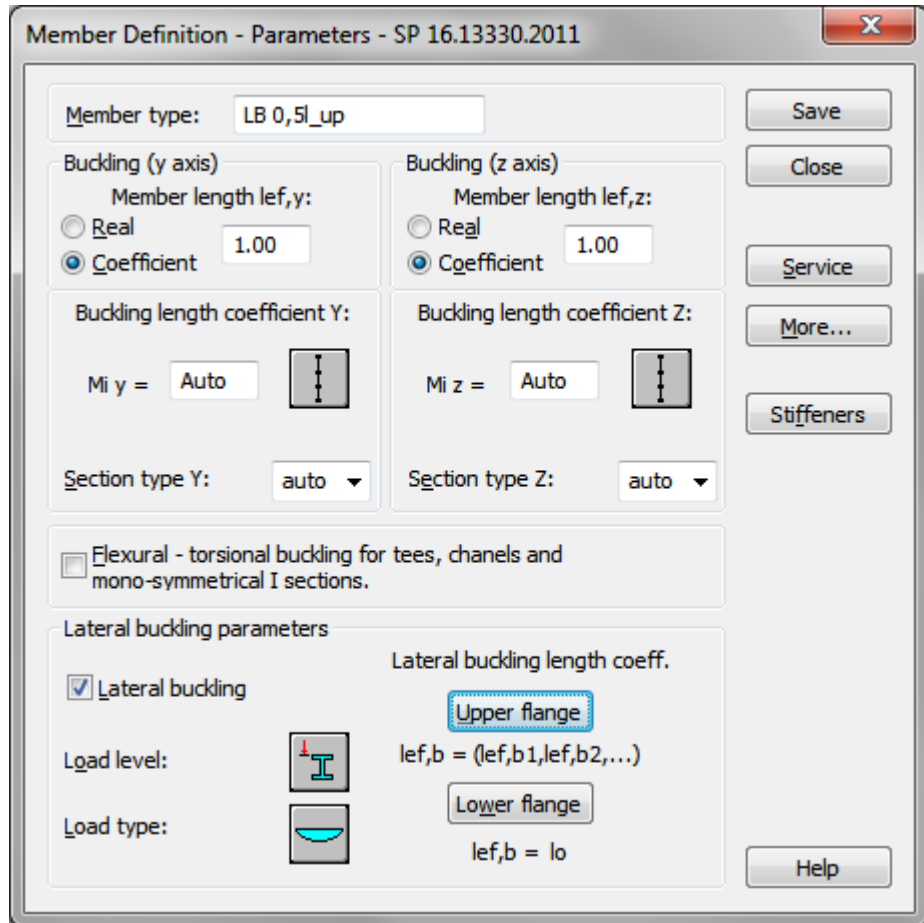 Member Definition - Parameters - SP 16.13330.2011
X
Member type: LB 0,5l_up
Save
Close
Buckling (y axis)
Member length lef,y:
Real
Coefficient
1.00
Buckling (z axis)
Member length lef,z:
Real
Coefficient
1.00
Service
More...
Stiffeners
Buckling length coefficient Y:
Mi y = Auto
Section type Y: auto
Buckling length coefficient Z:
Mi z = Auto
Section type Z: auto
Flexural - torsional buckling for tees, chanels and
mono-symmetrical I sections.
Lateral buckling parameters
Lateral buckling
Load level:
Load type:
Lateral buckling length coeff.
Upper flange
lef,b = (lef,b1,lef,b2,...)
Lower flange
lef,b = lo
Help